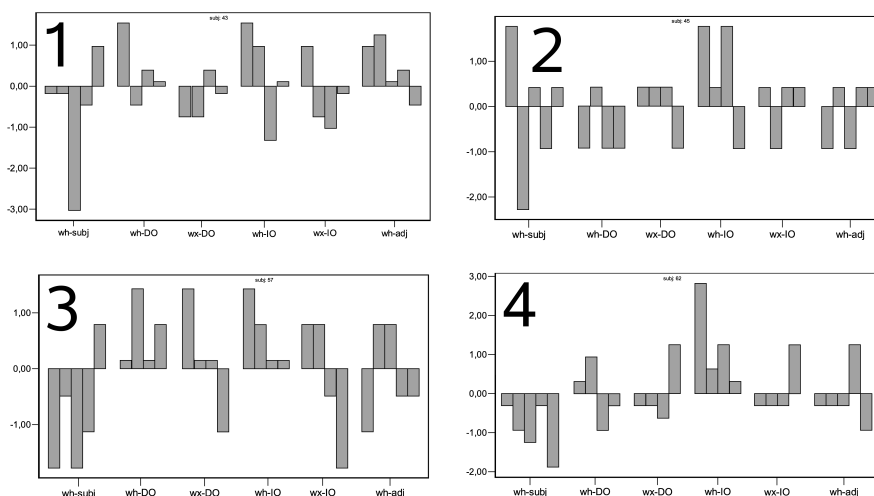 1
subj: 43
1,00
0,00
-1,00
-2,00
-3,00
wh-subj wh-DO wx-DO wh-IO wx-IO wh-adj
2
subj: 45
1,00
0,00
-1,00
-2,00
wh-subj wh-DO wx-DO wh-IO wx-IO wh-adj
3
subj: 57
1,00
0,00
-1,00
wh-subj wh-DO wx-DO wh-IO wx-IO wh-adj
4
subj: 62
3,00
2,00
1,00
0,00
-1,00
-2,00
wh-subj wh-DO wx-DO wh-IO wx-IO wh-adj